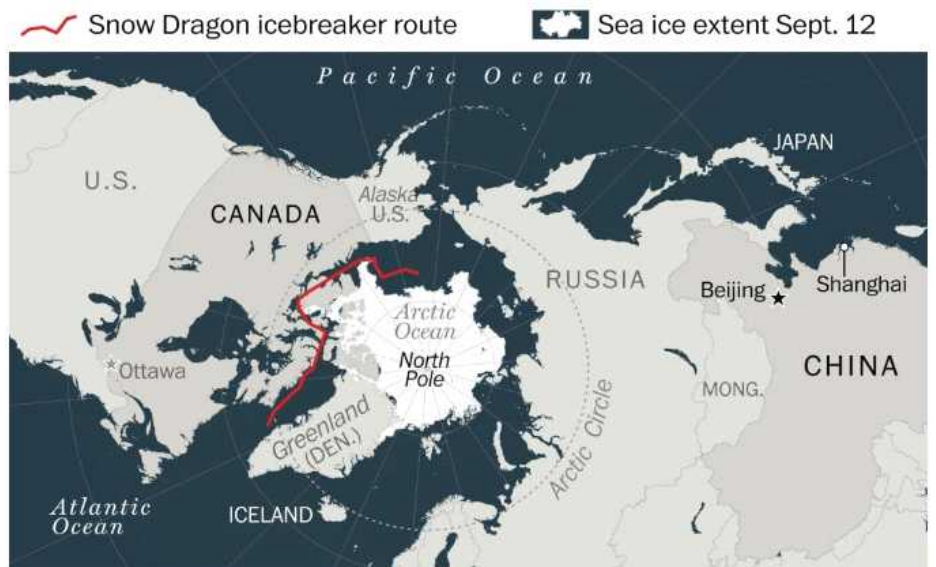 Snow Dragon icebreaker route
Sea ice extent Sept. 12
Pacific Ocean
JAPAN
U.S.
Alaska
U.S.
CANADA
RUSSIA
Shanghai
Beijing
Arctic
Ocean
North
Pole
CHINA
Ottawa
MONG.
Greenland
(DEN.)
Arctic Circle
Atlantic
Ocean
ICELAND